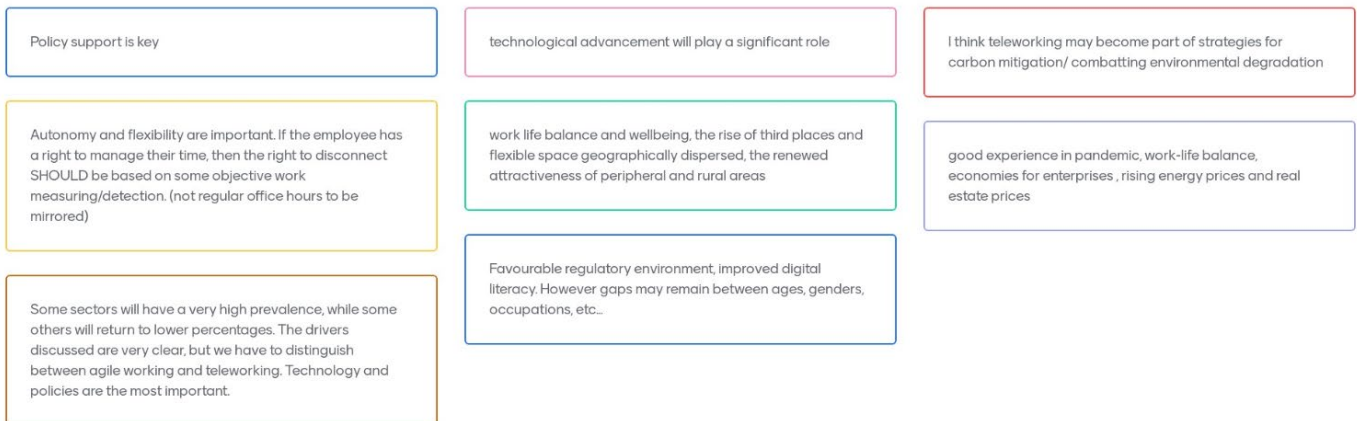 Policy support is key
Autonomy and flexibility are important. If the employee has
a right to manage their time, then the right to disconnect
SHOULD be based on some objective work
measuring/detection. (not regular office hours to be
mirrored)
Some sectors will have a very high prevalence, while some
others will return to lower percentages. The drivers
discussed are very clear, but we have to distinguish
between agile working and teleworking. Technology and
policies are the most important.
technological advancement will play a significant role
work life balance and wellbeing, the rise of third places and
flexible space geographically dispersed, the renewed
attractiveness of peripheral and rural areas
Favourable regulatory environment, improved digital
literacy. However gaps may remain between ages, genders,
occupations, etc...
I think teleworking may become part of strategies for
carbon mitigation/ combatting environmental degradation
good experience in pandemic, work-life balance,
economies for enterprises , rising energy prices and real
estate prices